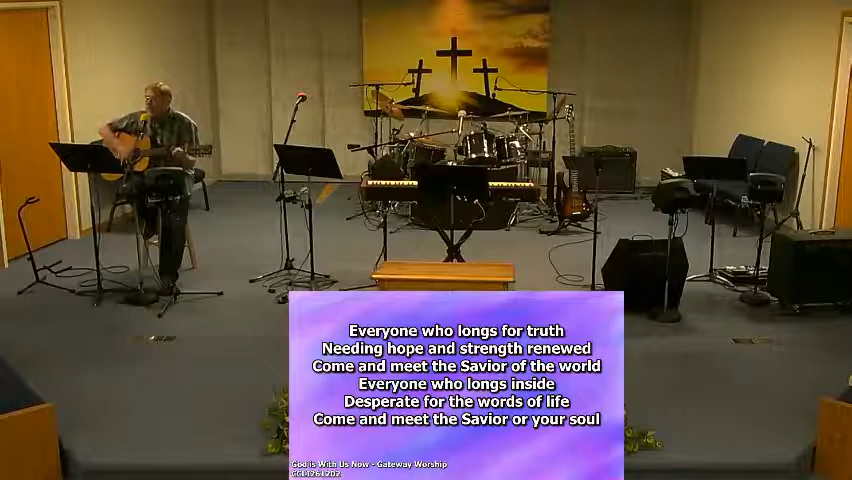 Everyone who longs for truth
Needing hope and strength renewed
Come and meet the Savior of the world
Everyone who longs inside
Desperate for the words of life
Come and meet the Savior or your soul
God is With Us Now - Gateway Worship